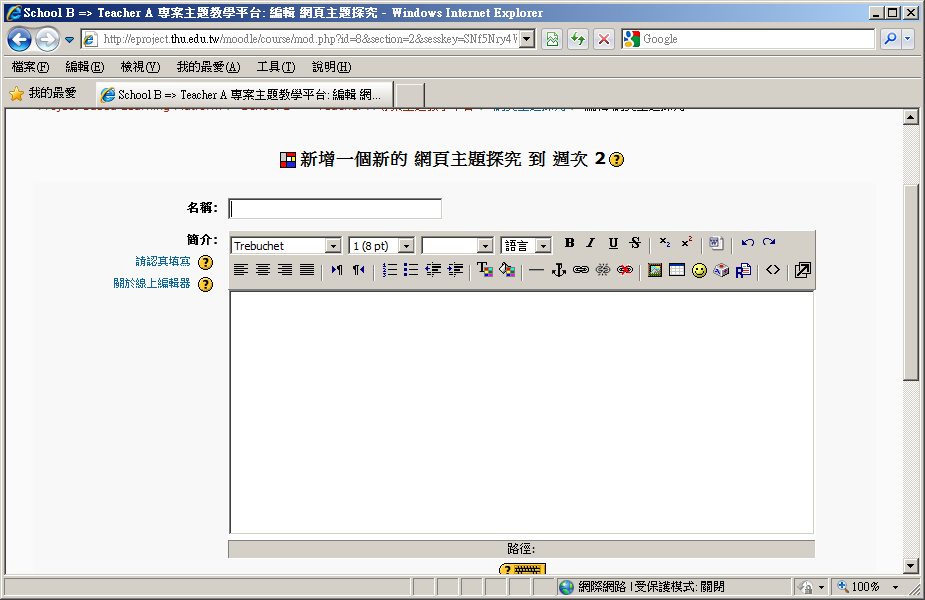 School B => Teacher A 專案主題教學平台: 編輯 網頁主題探究 - Windows Internet Explorer
http://eproject.thu.edu.tw/moodle/course/mod.php?id=8&section=2&sesskey=SNf5Nry4
Google
檔案(F) 編輯(E) 檢視(V) 我的最愛(A) 工具(T) 說明(H)
我的最愛 School B => Teacher A 專案主題教學平台: 編輯 網...
新增一個新的 網頁主題探究 到 週次 2
名稱:
簡介: Trebuchet 1 (8 pt) 語言 B I U S
請認真填寫
關於線上編輯器
路徑:
網際網路 | 受保護模式: 關閉 100%